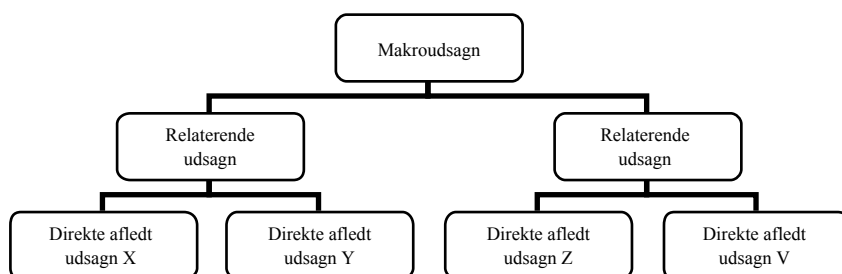 Makroudsagn
Relaterende
udsagn
Relaterende
udsagn
Direkte afledt
udsagn X
Direkte afledt
udsagn Y
Direkte afledt
udsagn Z
Direkte afledt
udsagn V